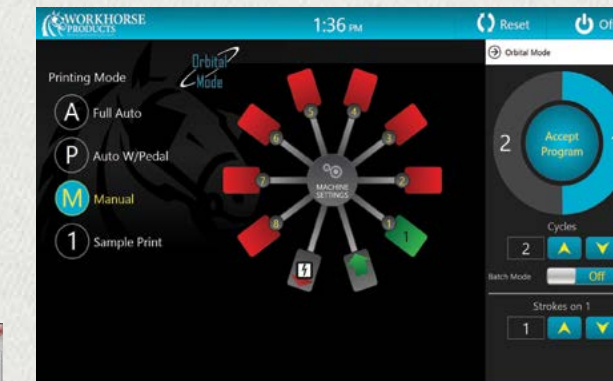 WORKHORSE
PRODUCTS
1:36 PM
Reset
Off
Orbital
Mode
Printing Mode
A Full Auto
P Auto W/Pedal
M Manual
1 Sample Print
5
4
6
3
7
2
8
1
1
MACHINE
SETTINGS
Orbital Mode
2
Accept
Program
Cycles
2
Batch Mode
Off
Strokes on 1
1